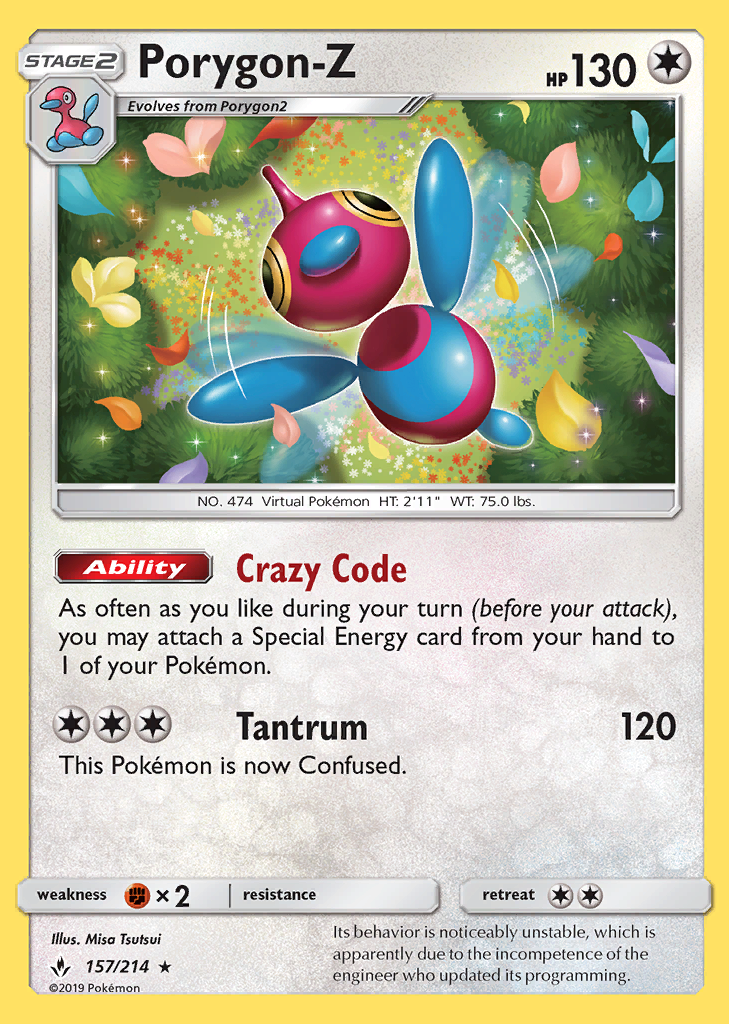 STAGE2
Porygon-Z
HP 130
Evolves from Porygon2
NO. 474 Virtual Pokémon HT: 2'11" WT: 75.0 lbs.
Ability Crazy Code
As often as you like during your turn (before your attack),
you may attach a Special Energy card from your hand to
1 of your Pokémon.
Tantrum 120
This Pokémon is now Confused.
weakness ×2 resistance retreat
Illus. Misa Tsutsui
157/214 ★
©2019 Pokémon
Its behavior is noticeably unstable, which is
apparently due to the incompetence of the
engineer who updated its programming.